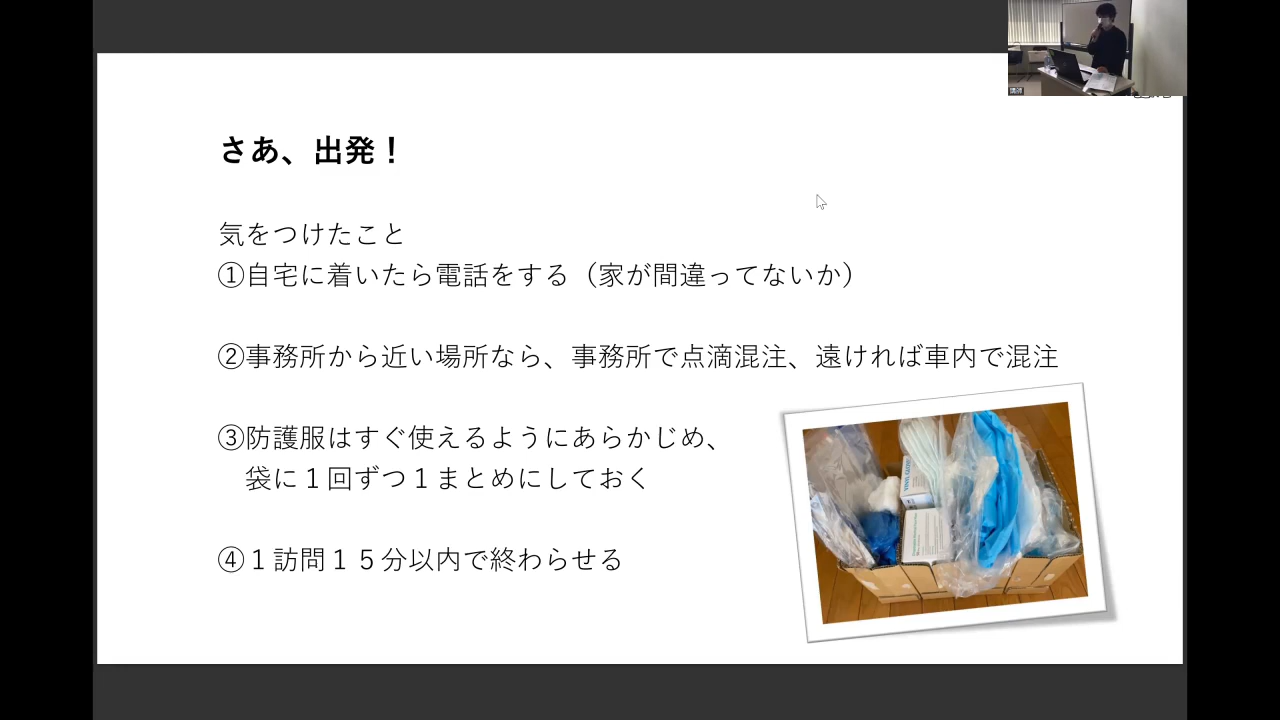 さあ、出発！
気をつけたこと
①自宅に着いたら電話をする（家が間違ってないか）
②事務所から近い場所なら、事務所で点滴混注、遠ければ車内で混注
③防護服はすぐ使えるようにあらかじめ、
袋に１回ずつ１まとめにしておく
④１訪問１５分以内で終わらせる